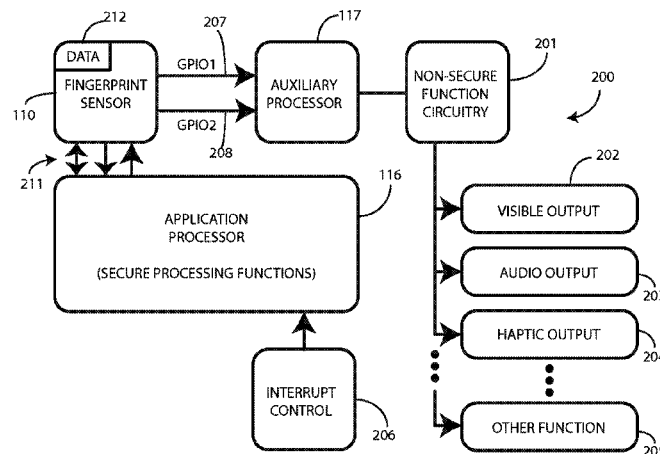 212
207
117
201
DATA
FINGERPRINT
SENSOR
GPIO1
AUXILIARY
PROCESSOR
NON-SECURE
FUNCTION
CIRCUITRY
200
110
GPIO2
208
202
211
116
VISIBLE OUTPUT
APPLICATION
PROCESSOR
(SECURE PROCESSING FUNCTIONS)
AUDIO OUTPUT
203
HAPTIC OUTPUT
204
INTERRUPT
CONTROL
206
OTHER FUNCTION